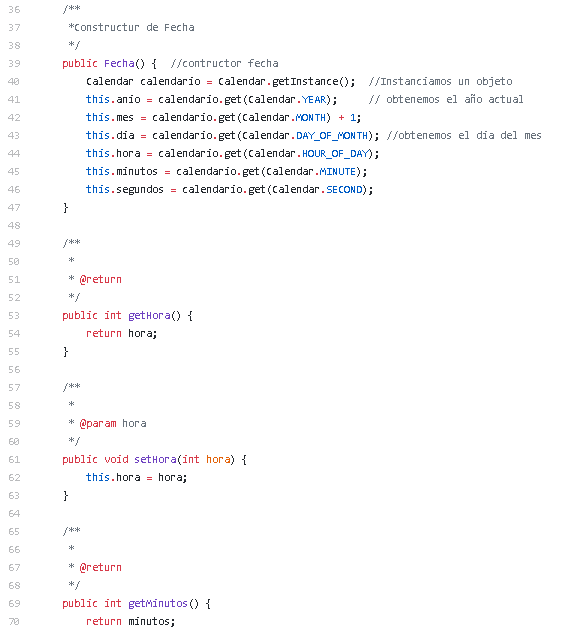 36 /**
37 *Constructur de Fecha
38 */
39 public Fecha() { //contructor fecha
40 Calendar calendario = Calendar.getInstance(); //Instanciamos un objeto
41 this.anio = calendario.get(Calendar.YEAR); // obtenemos el año actual
42 this.mes = calendario.get(Calendar.MONTH) + 1;
43 this.dia = calendario.get(Calendar.DAY_OF_MONTH); //obtenemos el dia del mes
44 this.hora = calendario.get(Calendar.HOUR_OF_DAY);
45 this.minutos = calendario.get(Calendar.MINUTE);
46 this.segundos = calendario.get(Calendar.SECOND);
47 }
48
49 /**
50 *
51 * @return
52 */
53 public int getHora() {
54 return hora;
55 }
56
57 /**
58 *
59 * @param hora
60 */
61 public void setHora(int hora) {
62 this.hora = hora;
63 }
64
65 /**
66 *
67 * @return
68 */
69 public int getMinutos() {
70 return minutos;